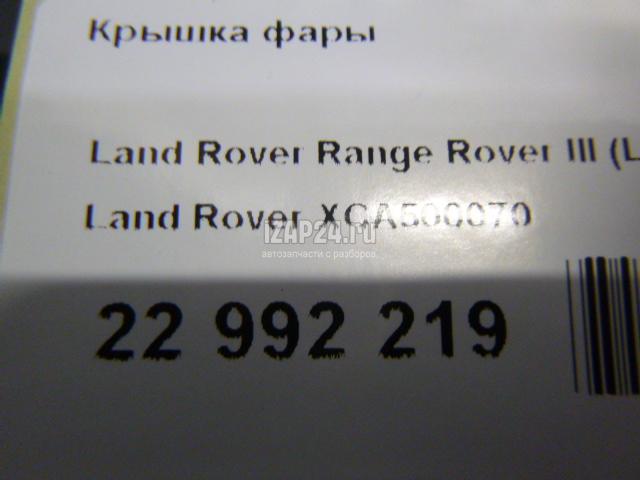 Крышка фары
Land Rover Range Rover III (L
Land Rover XCA500070
IZAP24.ru
автозапчасти с разборов
22 992 219